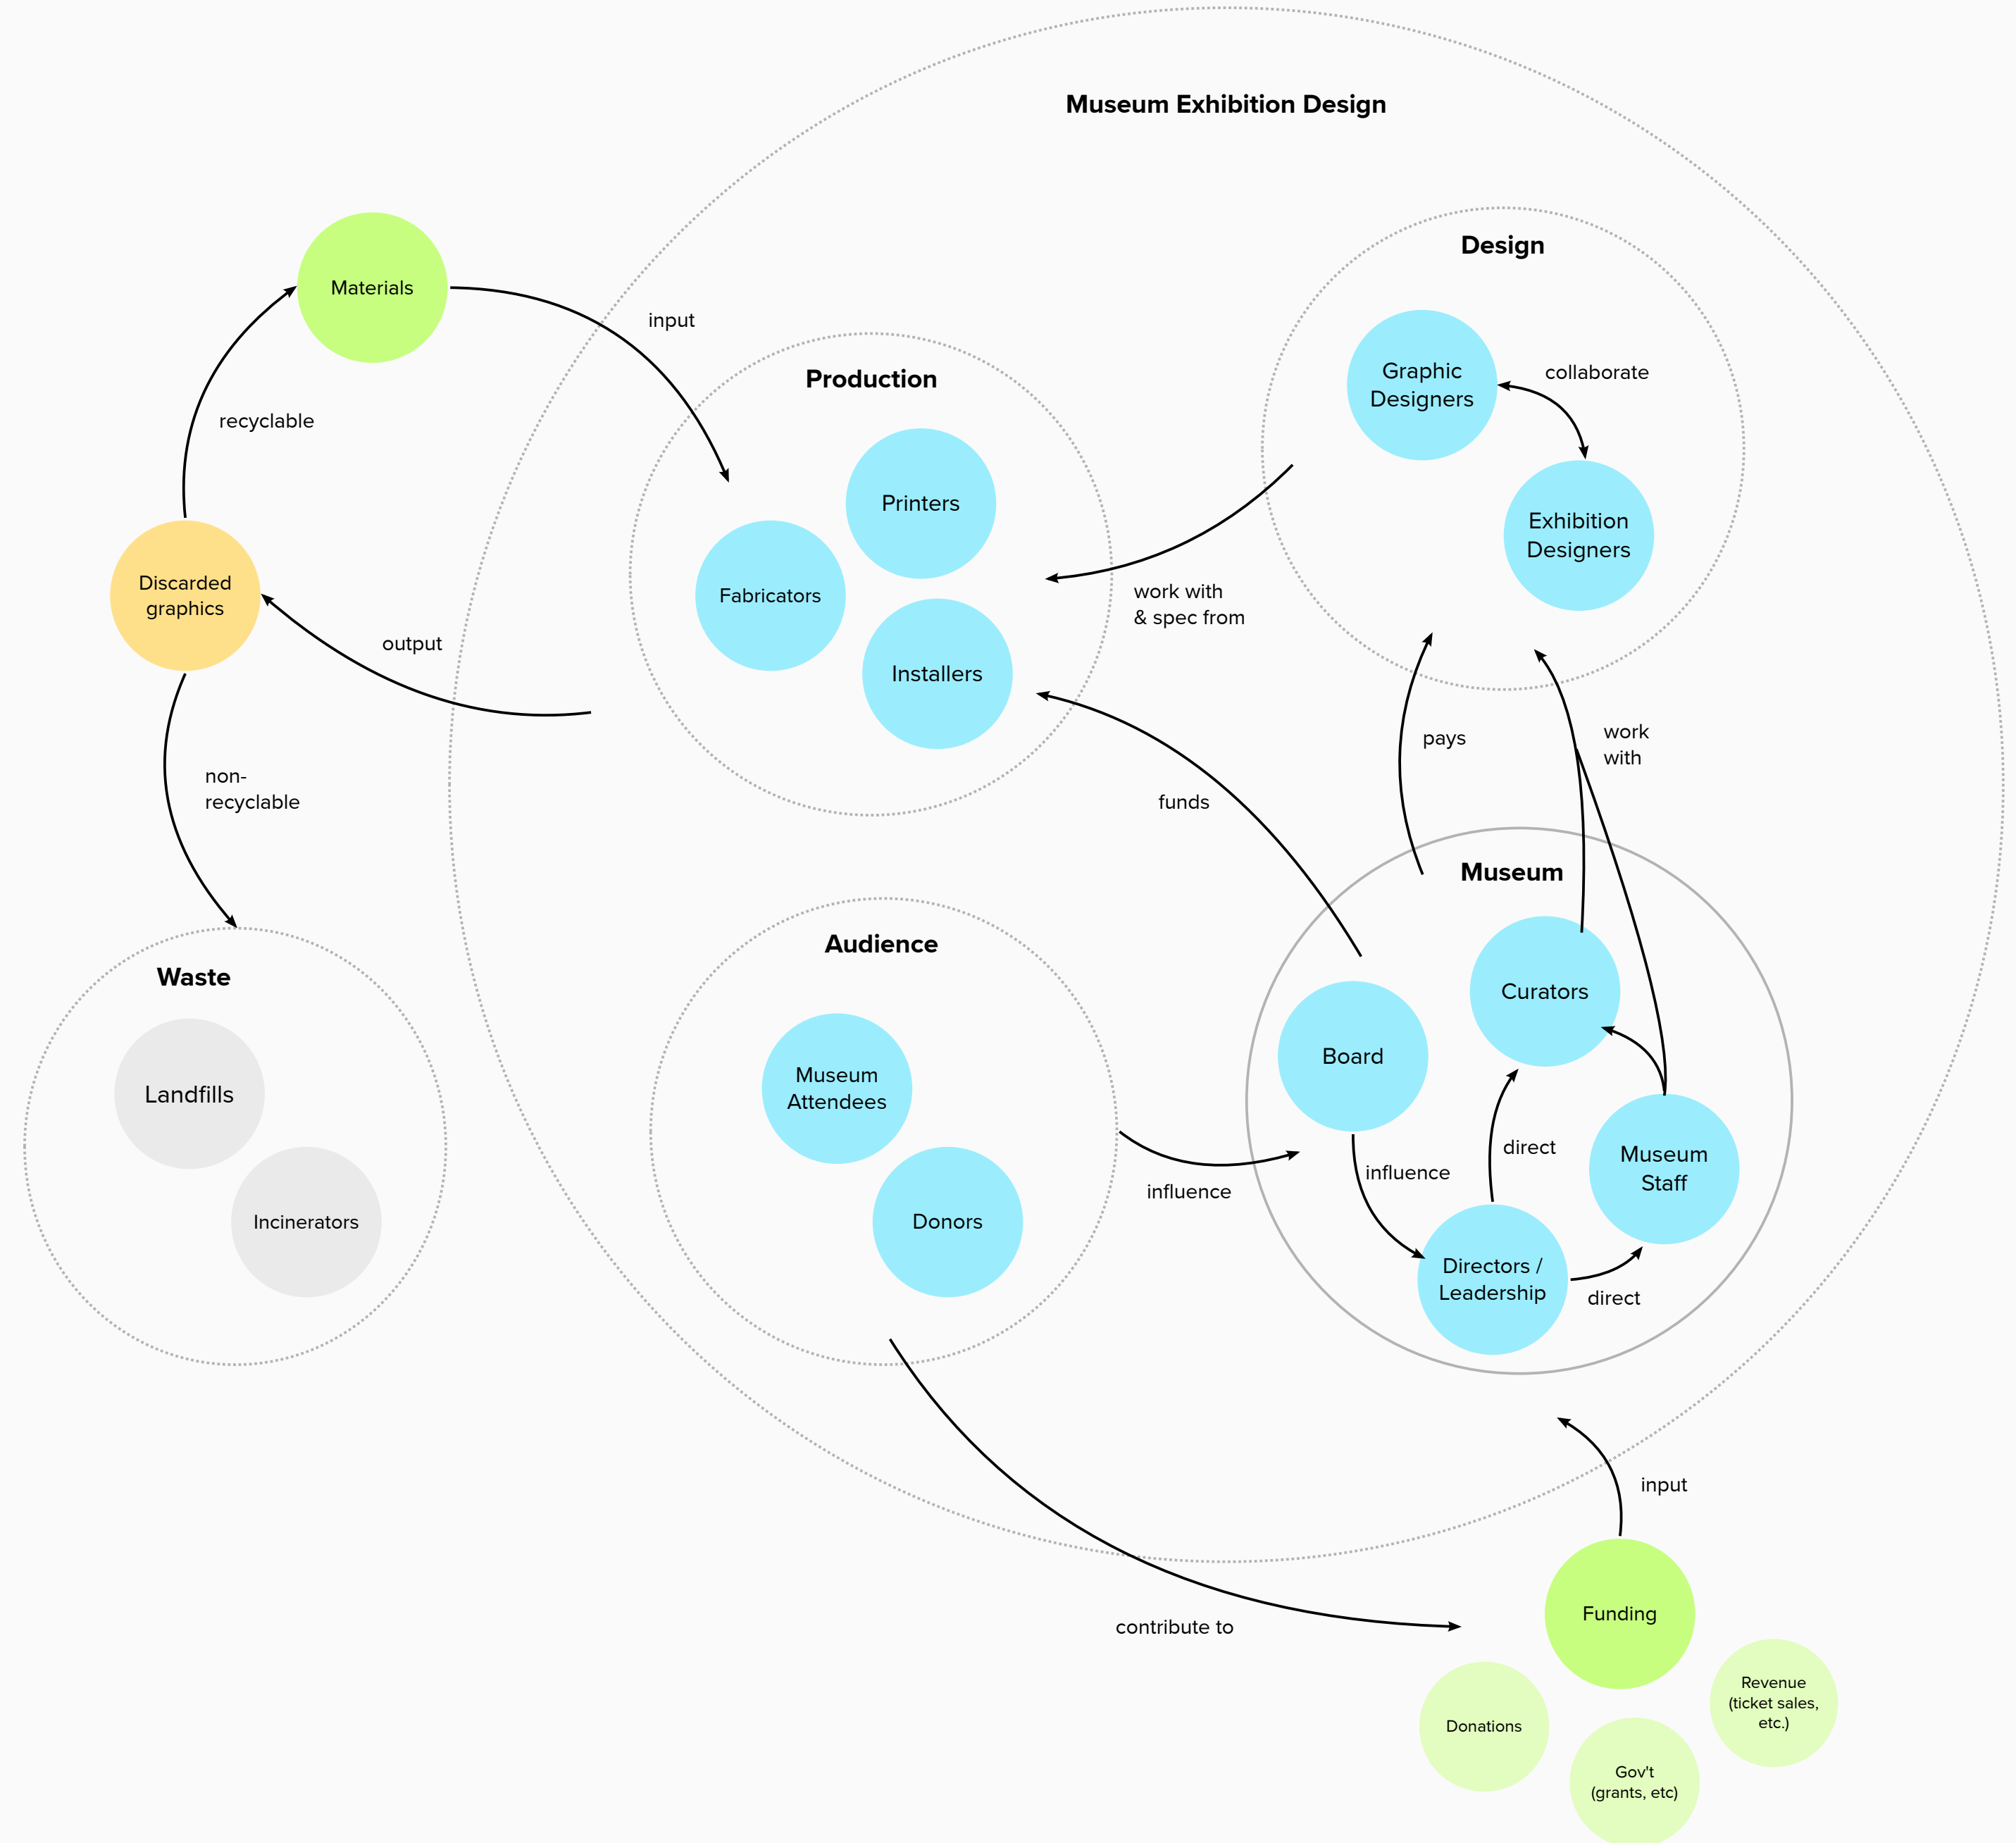 Museum Exhibition Design
Materials
input
recyclable
Discarded
graphics
output
non-
recyclable
Waste
Landfills
Incinerators
Production
Printers
Fabricators
Installers
Design
Graphic
Designers
collaborate
Exhibition
Designers
work with
& spec from
pays
work
with
funds
Museum
Curators
Board
direct
influence
Museum
Staff
Directors /
Leadership
direct
Audience
Museum
Attendees
Donors
influence
contribute to
input
Funding
Donations
Gov't
(grants, etc)
Revenue
(ticket sales,
etc.)